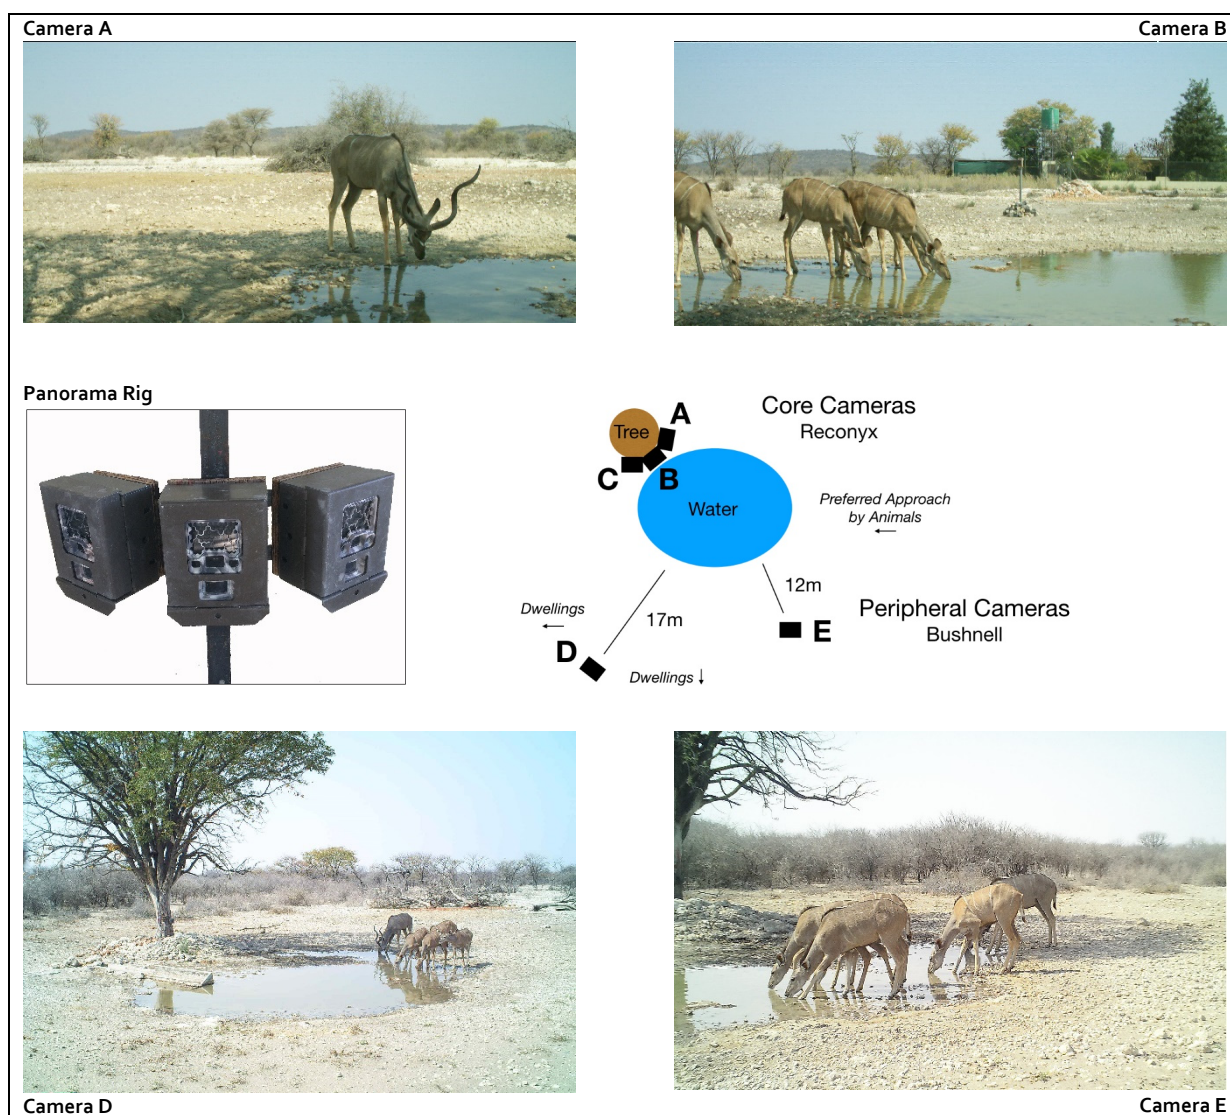 Camera A
Camera B
Panorama Rig
A
Core Cameras
Reconyx
Tree
C
B
Water
Preferred Approach
by Animals
12m
Peripheral Cameras
Bushnell
E
Dwellings
17m
D
Dwellings
Camera D
Camera E